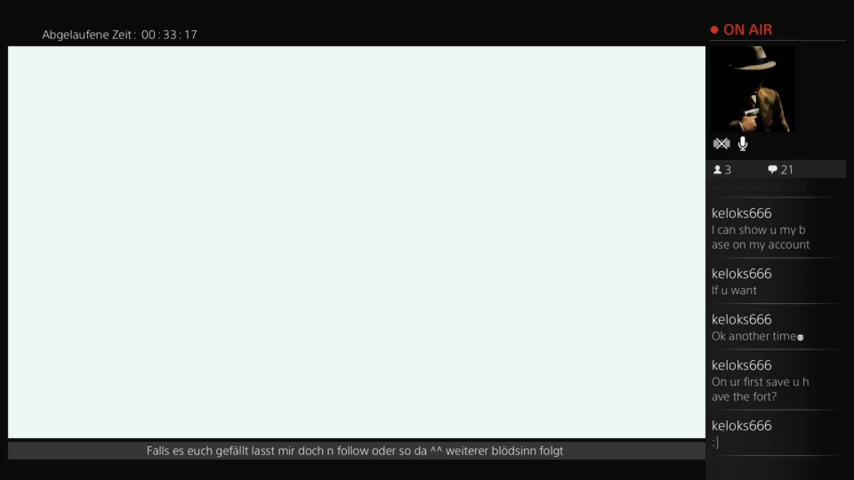 Abgelaufene Zeit: 00:33:17
ON AIR
3
21
keloks666
I can show u my b
ase on my account
keloks666
If u want
keloks666
Ok another time
keloks666
On ur first save u h
ave the fort?
keloks666
:]
Falls es euch gefällt lasst mir doch n follow oder so da ^^ weiterer blödsinn folgt